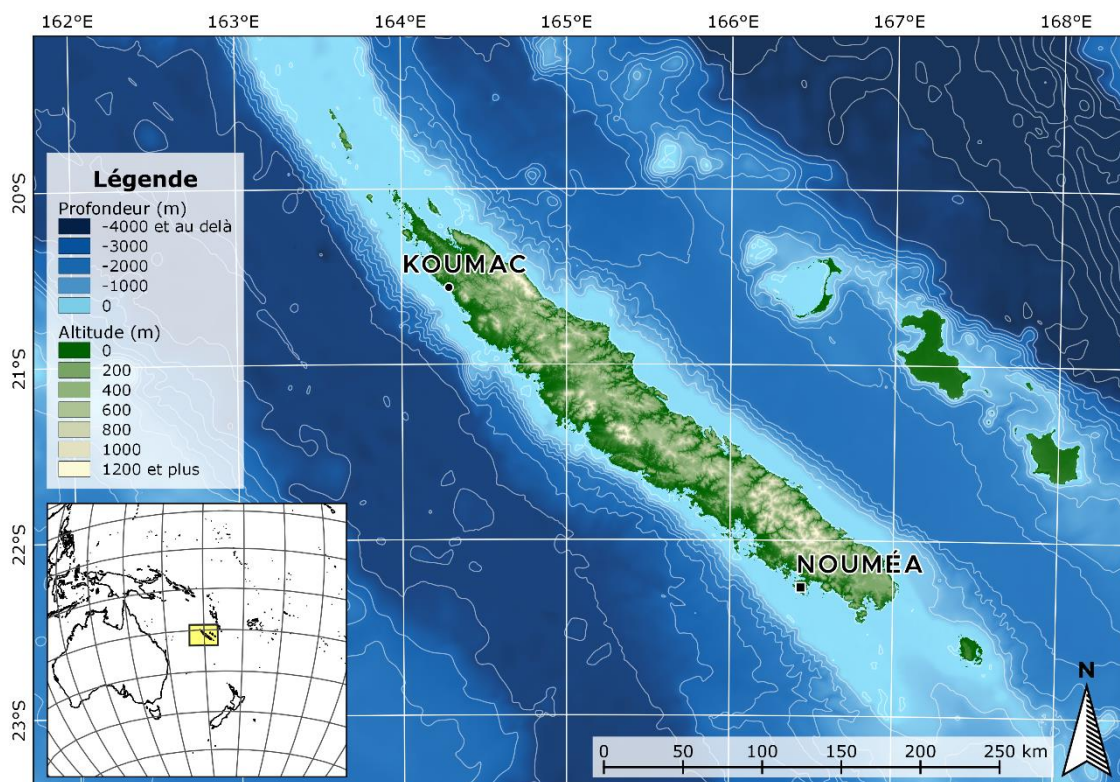 162°E 163°E 164°E 165°E 166°E 167°E 168°E
20°S
21°S
22°S
23°S
Légende
Profondeur (m)
-4000 et au delà
-3000
-2000
-1000
0
Altitude (m)
0
200
400
600
800
1000
1200 et plus
KOUMAC
NOUMÉA
N
0 50 100 150 200 250 km